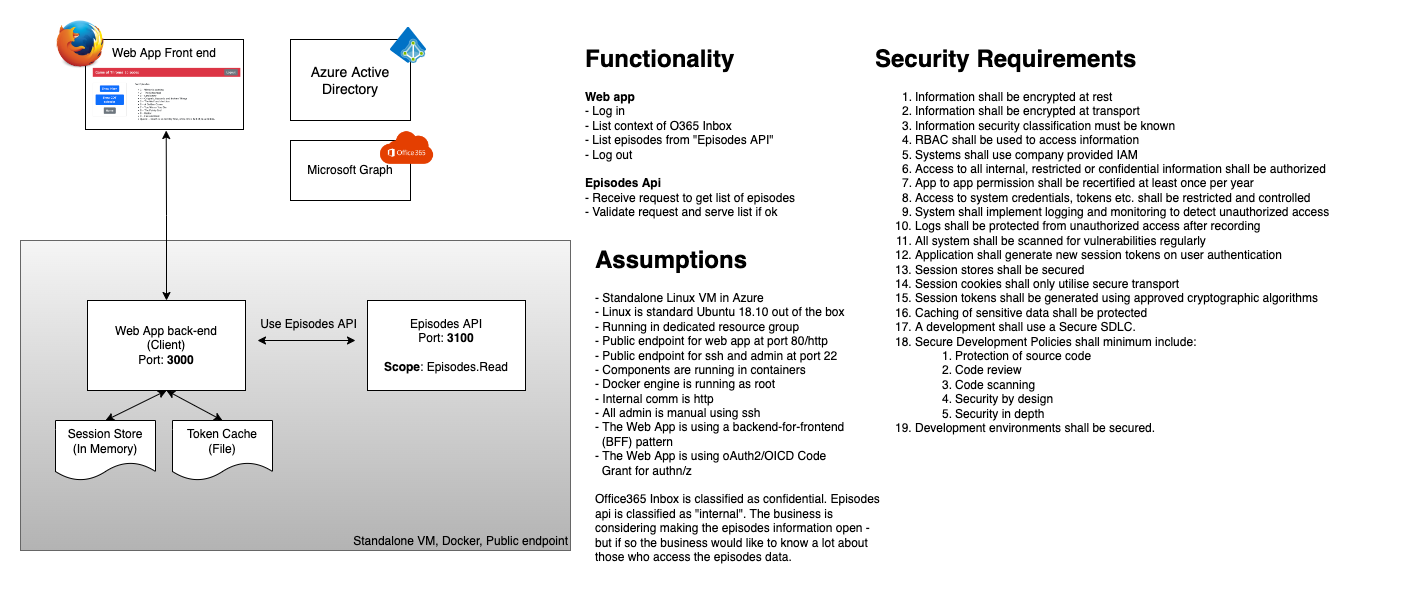 Web App Front end
Azure Active
Directory
Office 365
Microsoft Graph
Web App back-end
(Client)
Port: 3000
Use Episodes API
Episodes API
Port: 3100
Scope: Episodes.Read
Session Store
(In Memory)
Token Cache
(File)
Standalone VM, Docker, Public endpoint
Functionality
Web app
- Log in
- List context of O365 Inbox
- List episodes from "Episodes API"
- Log out
Episodes Api
- Receive request to get list of episodes
- Validate request and serve list if ok
Assumptions
- Standalone Linux VM in Azure
- Linux is standard Ubuntu 18.10 out of the box
- Running in dedicated resource group
- Public endpoint for web app at port 80/http
- Public endpoint for ssh and admin at port 22
- Components are running in containers
- Docker engine is running as root
- Internal comm is http
- All admin is manual using ssh
- The Web App is using a backend-for-frontend
(BFF) pattern
- The Web App is using oAuth2/OICD Code
Grant for authn/z
Office365 Inbox is classified as confidential. Episodes
api is classified as "internal". The business is
considering making the episodes information open -
but if so the business would like to know a lot about
those who access the episodes data.
Security Requirements
1. Information shall be encrypted at rest
2. Information shall be encrypted at transport
3. Information security classification must be known
4. RBAC shall be used to access information
5. Systems shall use company provided IAM
6. Access to all internal, restricted or confidential information shall be authorized
7. App to app permission shall be recertified at least once per year
8. Access to system credentials, tokens etc. shall be restricted and controlled
9. System shall implement logging and monitoring to detect unauthorized access
10. Logs shall be protected from unauthorized access after recording
11. All system shall be scanned for vulnerabilities regularly
12. Application shall generate new session tokens on user authentication
13. Session stores shall be secured
14. Session cookies shall only utilise secure transport
15. Session tokens shall be generated using approved cryptographic algorithms
16. Caching of sensitive data shall be protected
17. A development shall use a Secure SDLC.
18. Secure Development Policies shall minimum include:
1. Protection of source code
2. Code review
3. Code scanning
4. Security by design
5. Security in depth
19. Development environments shall be secured.